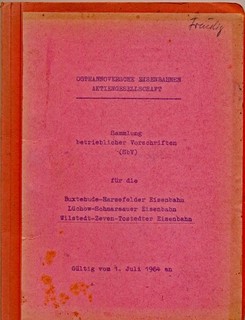 Freudy
OSTHANNOVERSCHE EISENBAHNEN
AKTIENGESELLSCHAFT
Sammlung
betrieblicher Vorschriften
(SbV)
für die
Buxtehude-Harsefelder Eisenbahn
Lüchow-Schmarsauer Eisenbahn
Wilstedt-Zeven-Tostedter Eisenbahn
Gültig vom 1. Juli 1964 an